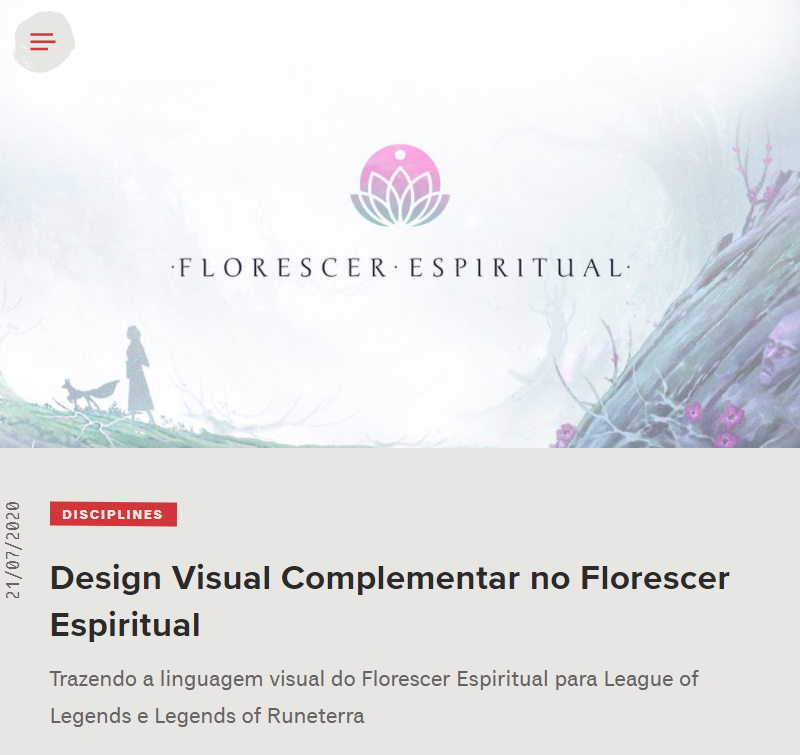 ·FLORESCER·ESPIRITUAL·
21/07/2020
DISCIPLINES
Design Visual Complementar no Florescer
Espiritual
Trazendo a linguagem visual do Florescer Espiritual para League of
Legends e Legends of Runeterra